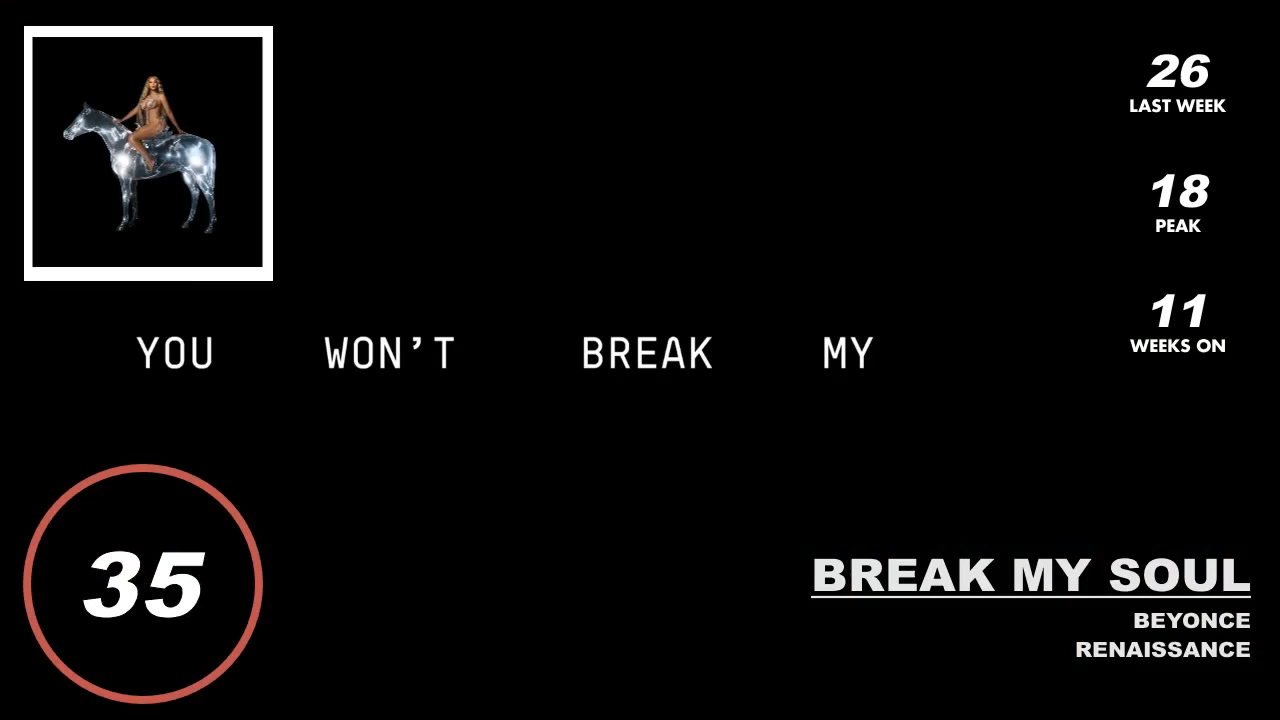 26
LAST WEEK
18
PEAK
11
WEEKS ON
YOU WON’T BREAK MY
35
BREAK MY SOUL
BEYONCE
RENAISSANCE